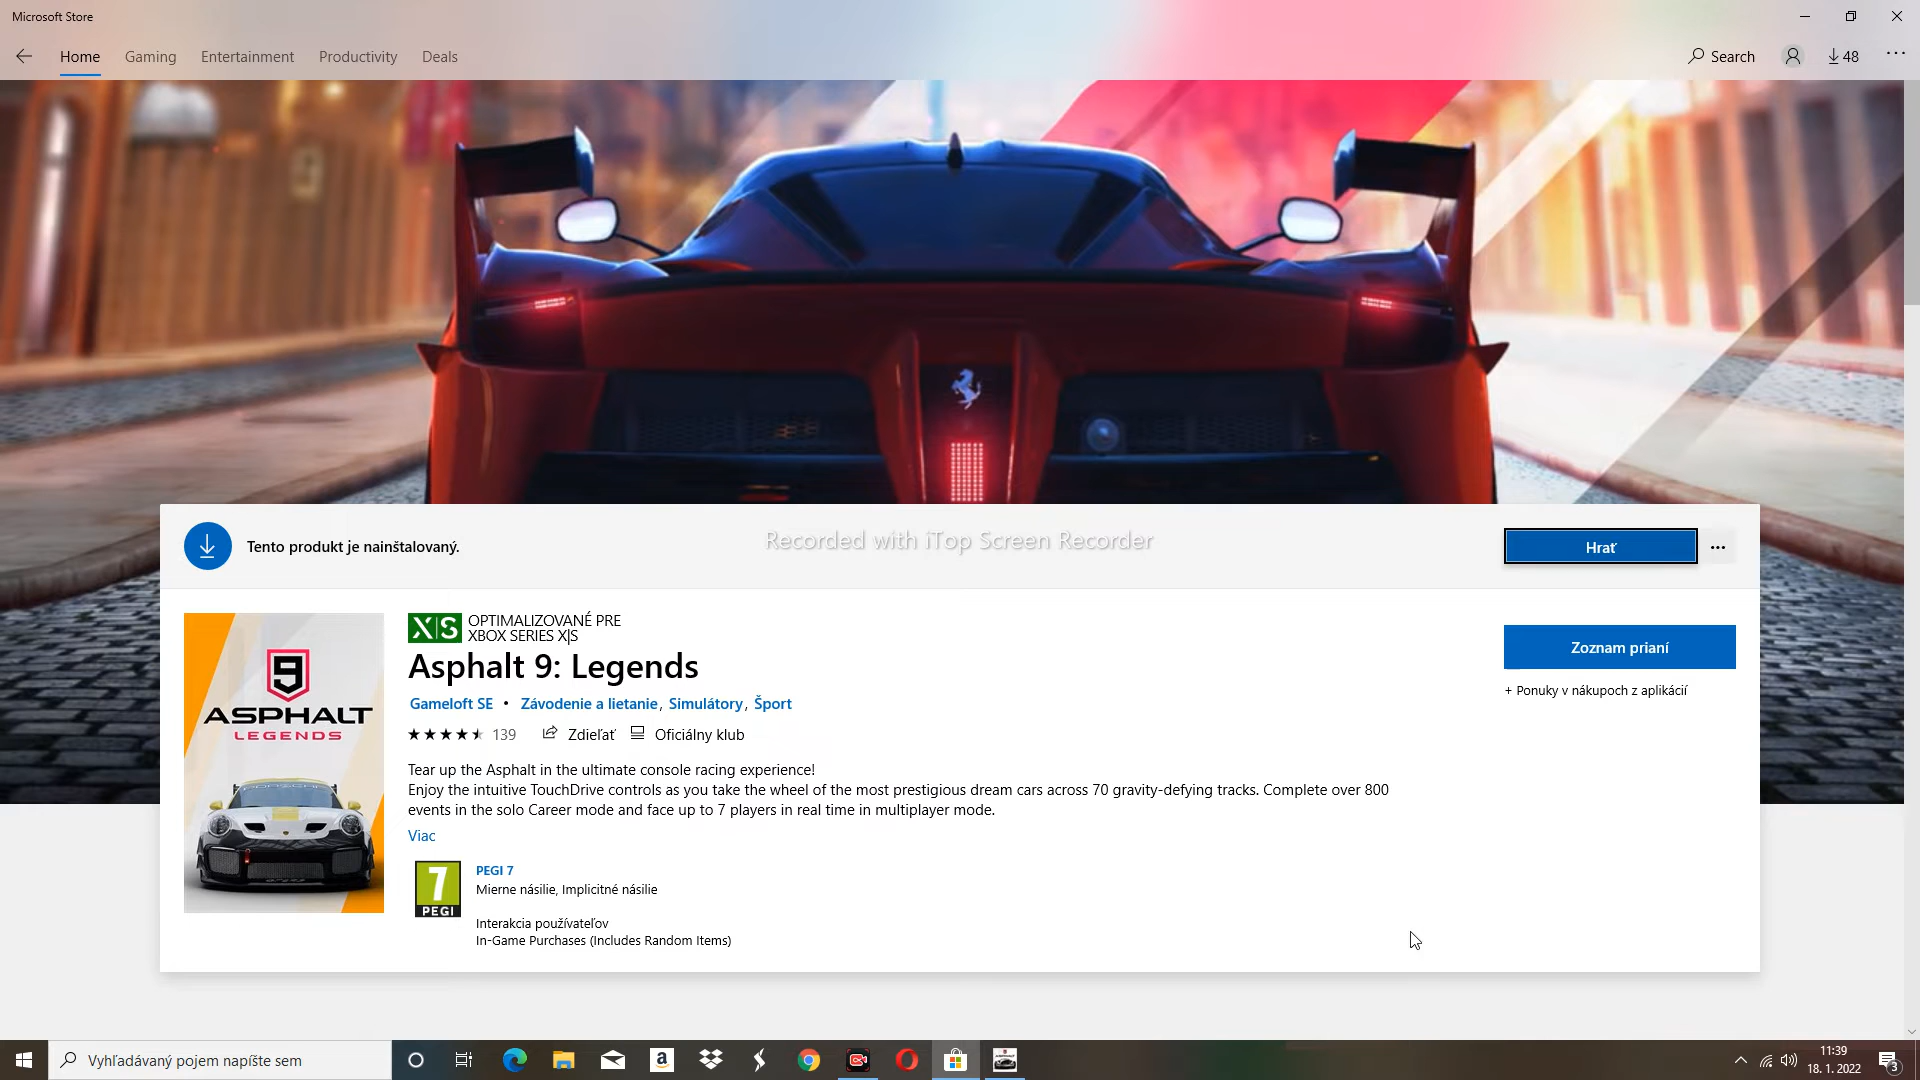 Microsoft Store
Home Gaming Entertainment Productivity Deals
Search 48
Tento produkt je nainštalovaný.
Recorded with iTop Screen Recorder
Hrať
X|S OPTIMALIZOVANÉ PRE
XBOX SERIES X|S
Asphalt 9: Legends
Gameloft SE • Závodenie a lietanie, Simulátory, Šport
139 Zdieľať Oficiálny klub
Zoznam prianí
+ Ponuky v nákupoch z aplikácií
9
ASPHALT
LEGENDS
Tear up the Asphalt in the ultimate console racing experience!
Enjoy the intuitive TouchDrive controls as you take the wheel of the most prestigious dream cars across 70 gravity-defying tracks. Complete over 800
events in the solo Career mode and face up to 7 players in real time in multiplayer mode.
Viac
7
PEGI
PEGI 7
Mierne násilie, Implicitné násilie
Interakcia používateľov
In-Game Purchases (Includes Random Items)
Vyhľadávaný pojem napíšte sem
11:39
18. 1. 2022
3